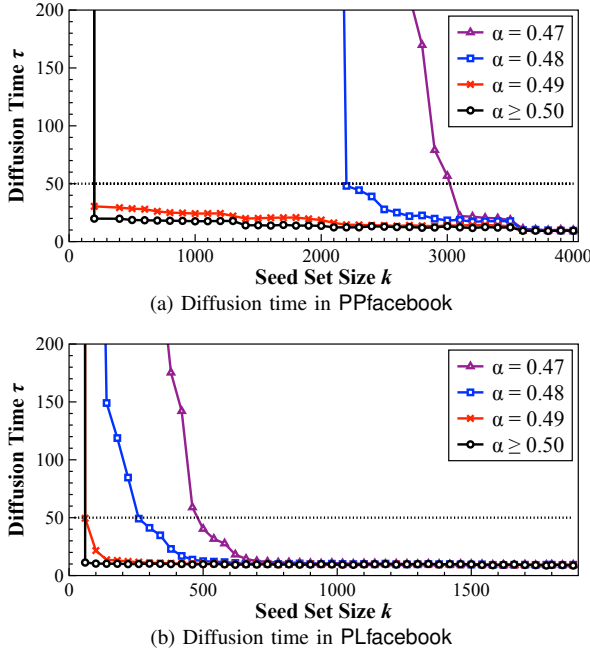 200
150
100
50
0
Diffusion Time τ
α = 0.47
α = 0.48
α = 0.49
α ≥ 0.50
0 1000 2000 3000 4000
Seed Set Size k
(a) Diffusion time in PPfacebook
200
150
100
50
0
Diffusion Time τ
α = 0.47
α = 0.48
α = 0.49
α ≥ 0.50
0 500 1000 1500
Seed Set Size k
(b) Diffusion time in PLfacebook